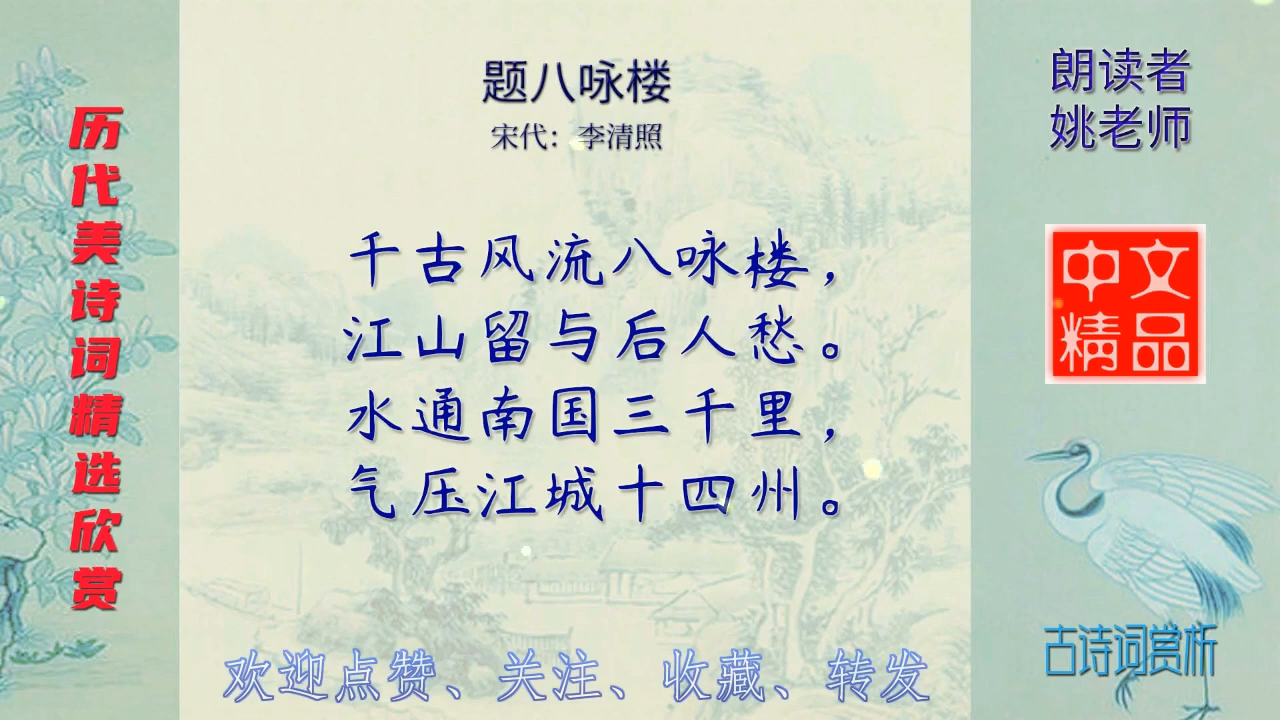 历代美诗词精选欣赏
题八咏楼
宋代：李清照
千古风流八咏楼，
江山留与后人愁。
水通南国三千里，
气压江城十四州。
欢迎点赞、关注、收藏、转发
朗读者
姚老师
中文
精品
古诗词赏析